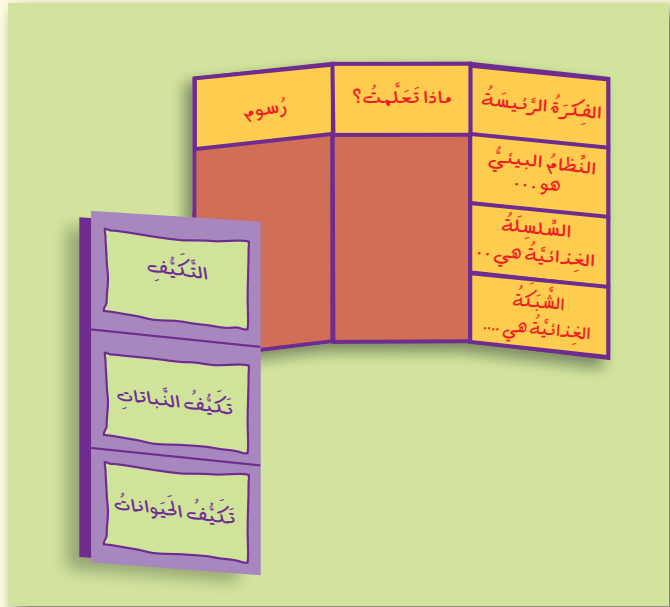 الفِكَرَةُ الرَّئيسَةُ
ماذا تَعَلَّمتُ؟
رُسوم
النِّظامُ البيئيُّ
هو...
السِّلسِلَةُ
الغِذائيَّةُ هي..
الشَّبَكَةُ
الغِذائيَّةُ هي....
التَّكَيُّفِ
تَكَيُّفُ النَّباتاتِ
تَكَيُّفُ الحَيَواناتُ